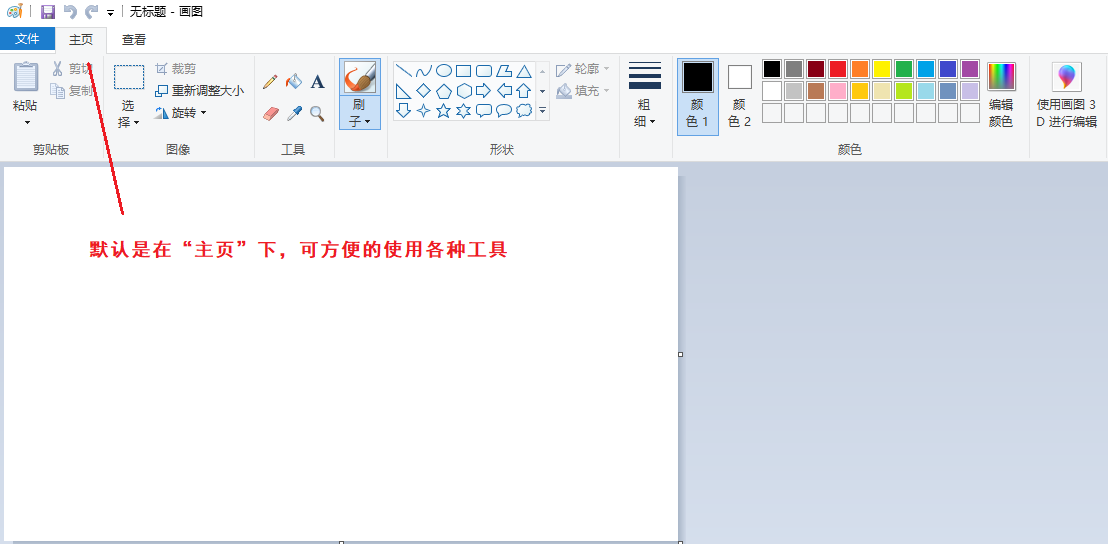 无标题 - 画图
文件 主页 查看
粘贴
剪切
复制
剪贴板
选
择
裁剪
重新调整大小
旋转
图像
A
工具
刷
子
形状
轮廓
填充
粗
细
颜
色 1
颜
色 2
颜色
编辑
颜色
使用画图 3
D 进行编辑
默认是在“主页”下，可方便的使用各种工具